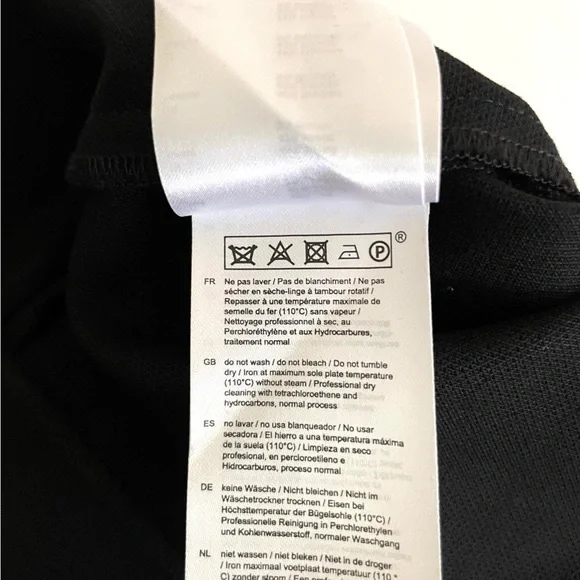 P ®
FR Ne pas laver / Pas de blanchiment / Ne pas
sécher en sèche-linge à tambour rotatif /
Repasser à une température maximale de
semelle du fer (110°C) sans vapeur /
Nettoyage professionnel à sec, au
Perchloréthylène et aux Hydrocarbures,
traitement normal
GB do not wash / do not bleach / Do not tumble
dry / Iron at maximum sole plate temperature
(110°C) without steam / Professional dry
cleaning with tetrachloroethene and
hydrocarbons, normal process
ES no lavar / no usa blanqueador / No usar
secadora / El hierro a una temperatura máxima
de la suela (110°C) / Limpieza en seco
profesional, en percloroetileno e
Hidrocarburos, proceso normal
DE keine Wäsche / Nicht bleichen / Nicht im
Wäschetrockner trocknen / Eisen bei
Höchsttemperatur der Bügelsohle (110°C) /
Professionelle Reinigung in Perchlorethylen
und Kohlenwasserstoff, normaler Waschgang
NL niet wassen / niet bleken / Niet in de droger
/ Iron maximaal voetplaat temperatuur (110 °
C) zonder stoom / Een